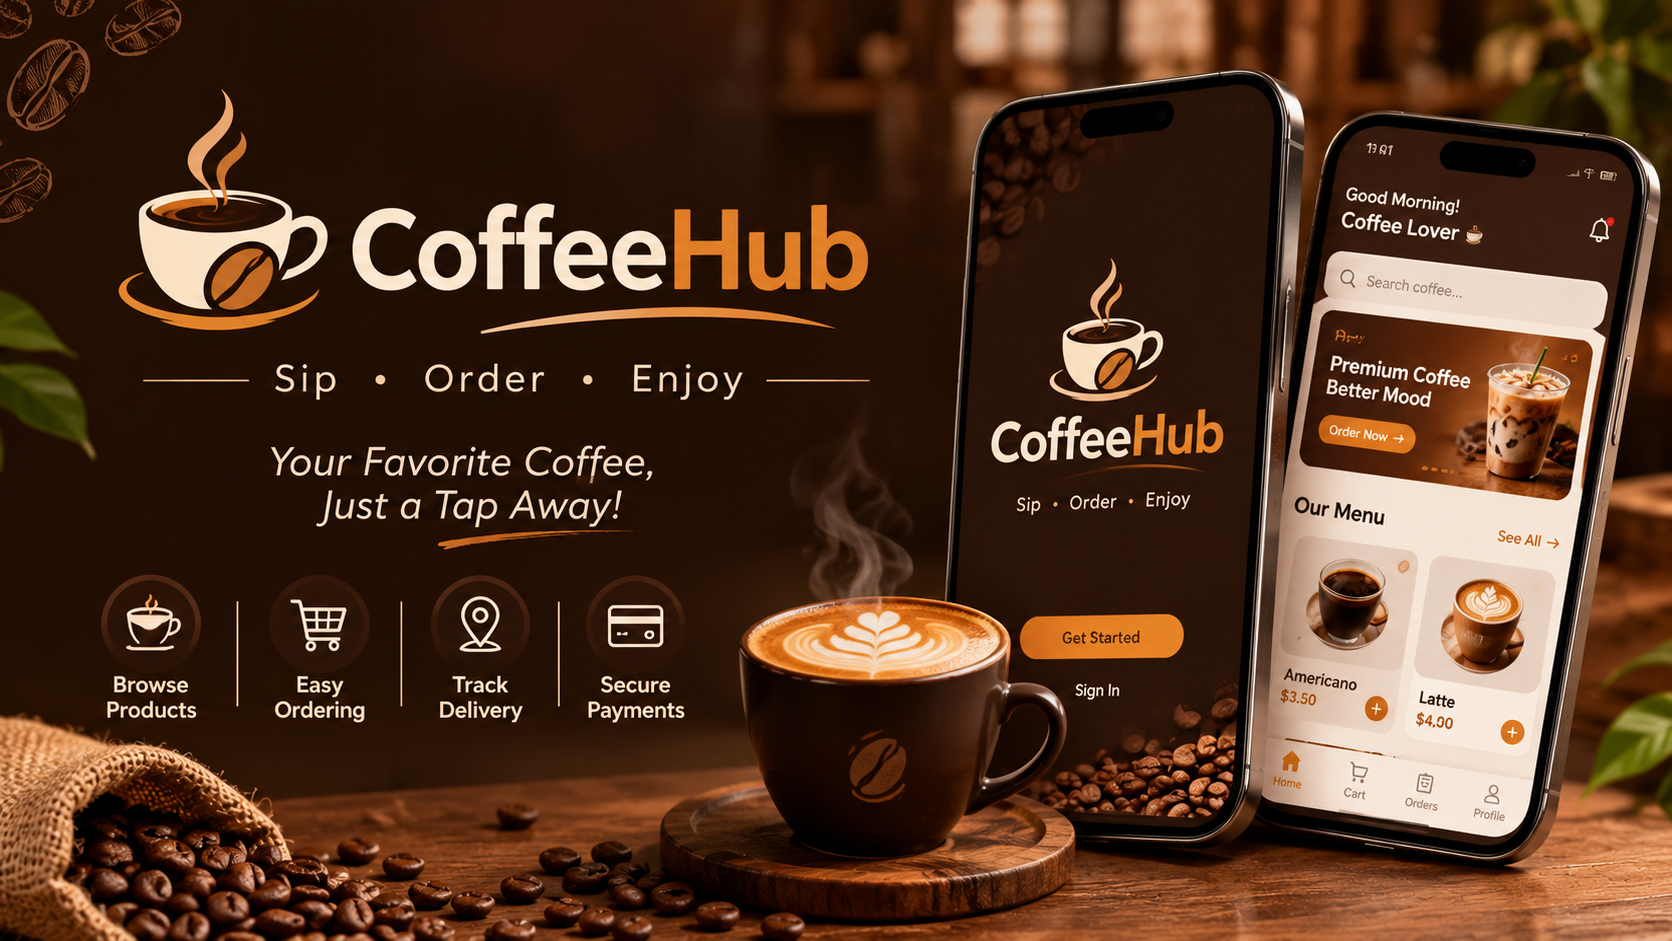 CoffeeHub
Sip • Order • Enjoy
Your Favorite Coffee,
Just a Tap Away!
Browse
Products
Easy
Ordering
Track
Delivery
Secure
Payments
CoffeeHub
Sip • Order • Enjoy
Get Started
Sign In
Good Morning!
Coffee Lover
Search coffee...
Premium Coffee
Better Mood
Order Now →
Our Menu
See All →
Americano
$3.50
Latte
$4.00
Home
Cart
Orders
Profile